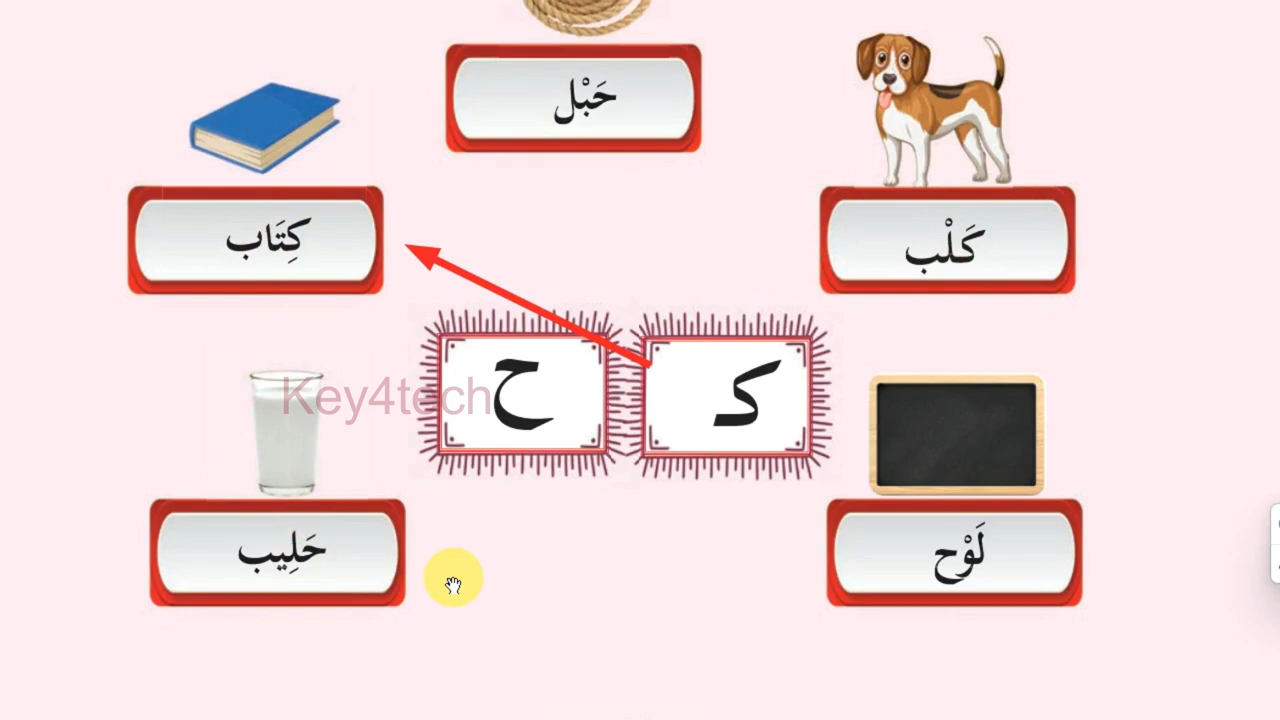 حَبْل
كَلْب
كِتَاب
كـ
ح
Key4tech
لَوْح
حَلِيب